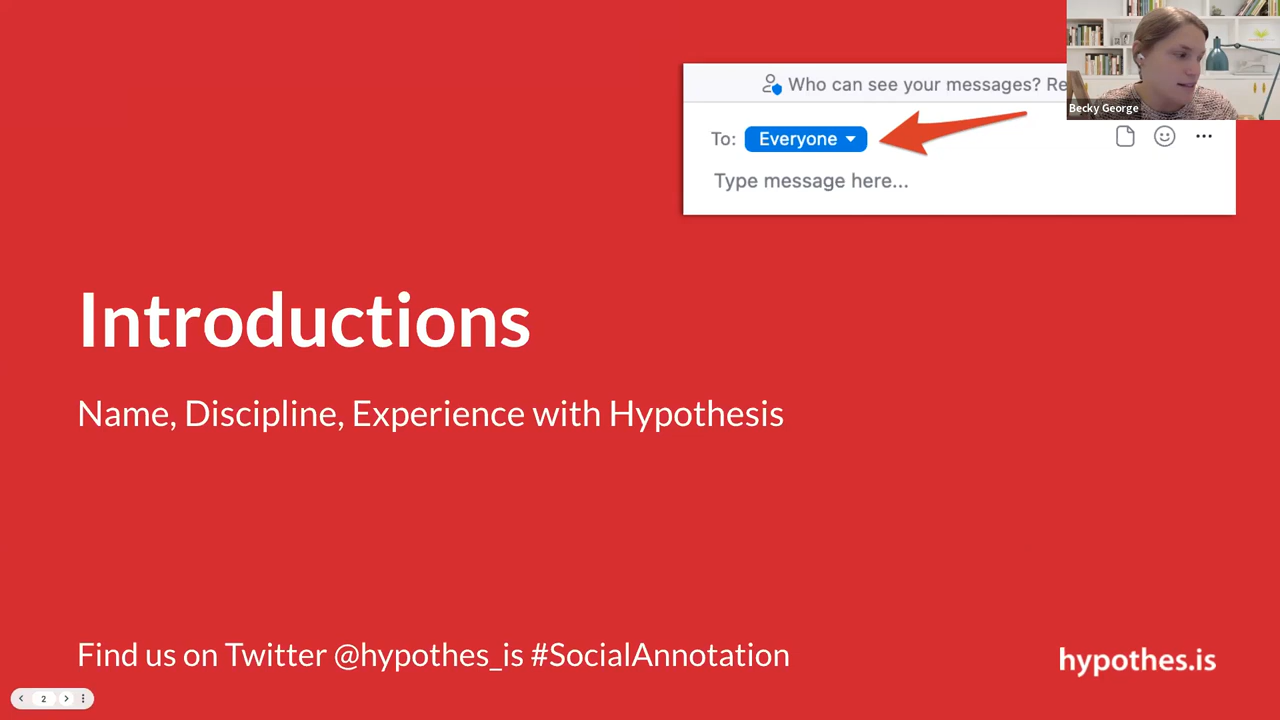 Who can see your messages? Re
Becky George
To: Everyone
Type message here...
Introductions
Name, Discipline, Experience with Hypothesis
Find us on Twitter @hypothes_is #SocialAnnotation
hypothes.is
2